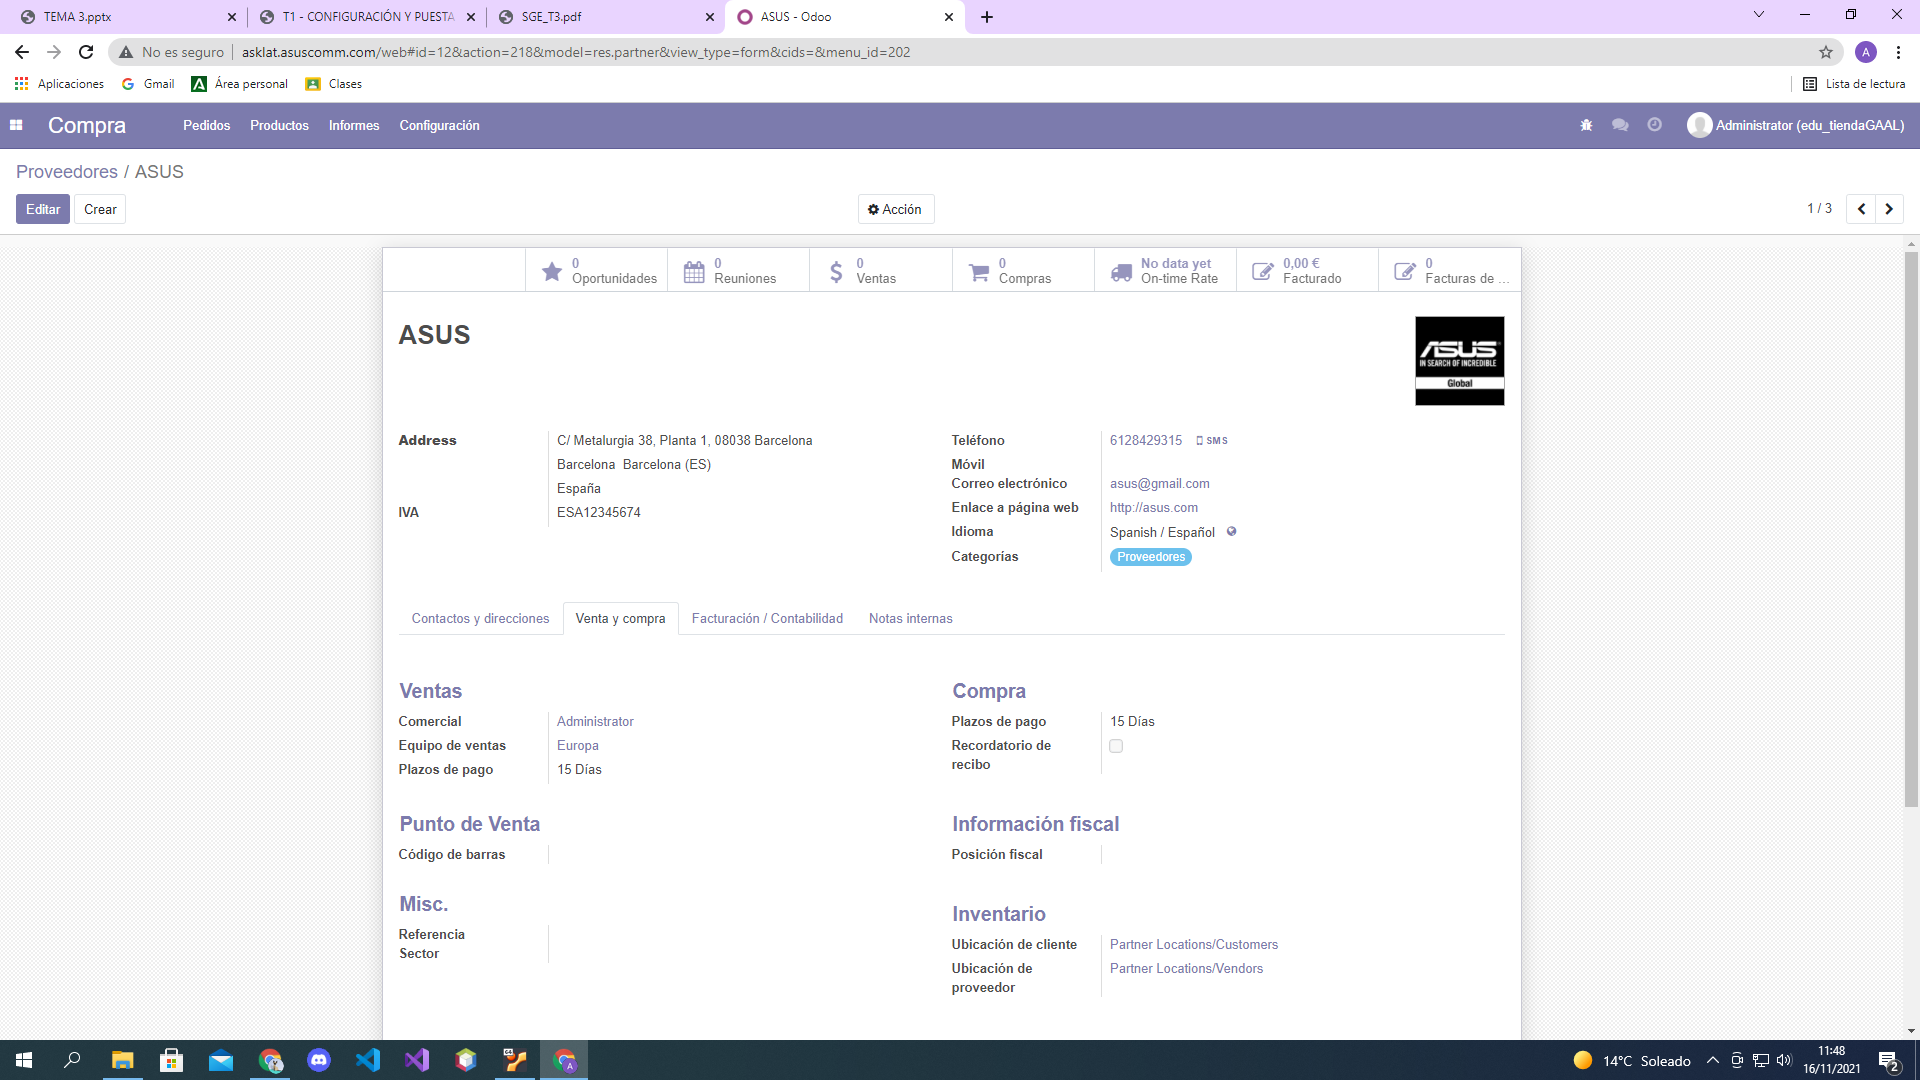 TEMA 3.pptx
T1 - CONFIGURACIÓN Y PUESTA
SGE_T3.pdf
ASUS - Odoo
No es seguro
asklat.asuscomm.com/web#id=12&action=218&model=res.partner&view_type=form&cids=&menu_id=202
A
Aplicaciones
Gmail
Área personal
Clases
Lista de lectura
Compra
Pedidos
Productos
Informes
Configuración
Administrator (edu_tiendaGAAL)
Proveedores / ASUS
Editar
Crear
Acción
1 / 3
0
Oportunidades
0
Reuniones
0
Ventas
0
Compras
No data yet
On-time Rate
0,00 €
Facturado
0
Facturas de ...
ASUS
ASUS
IN SEARCH OF INCREDIBLE
Global
Address
C/ Metalurgia 38, Planta 1, 08038 Barcelona
Barcelona Barcelona (ES)
España
IVA
ESA12345674
Teléfono
6128429315
SMS
Móvil
Correo electrónico
asus@gmail.com
Enlace a página web
http://asus.com
Idioma
Spanish / Español
Categorías
Proveedores
Contactos y direcciones
Venta y compra
Facturación / Contabilidad
Notas internas
Ventas
Comercial
Administrator
Equipo de ventas
Europa
Plazos de pago
15 Días
Compra
Plazos de pago
15 Días
Recordatorio de
recibo
Punto de Venta
Código de barras
Información fiscal
Posición fiscal
Misc.
Referencia
Sector
Inventario
Ubicación de cliente
Partner Locations/Customers
Ubicación de
proveedor
Partner Locations/Vendors
14°C Soleado
11:48
16/11/2021
2